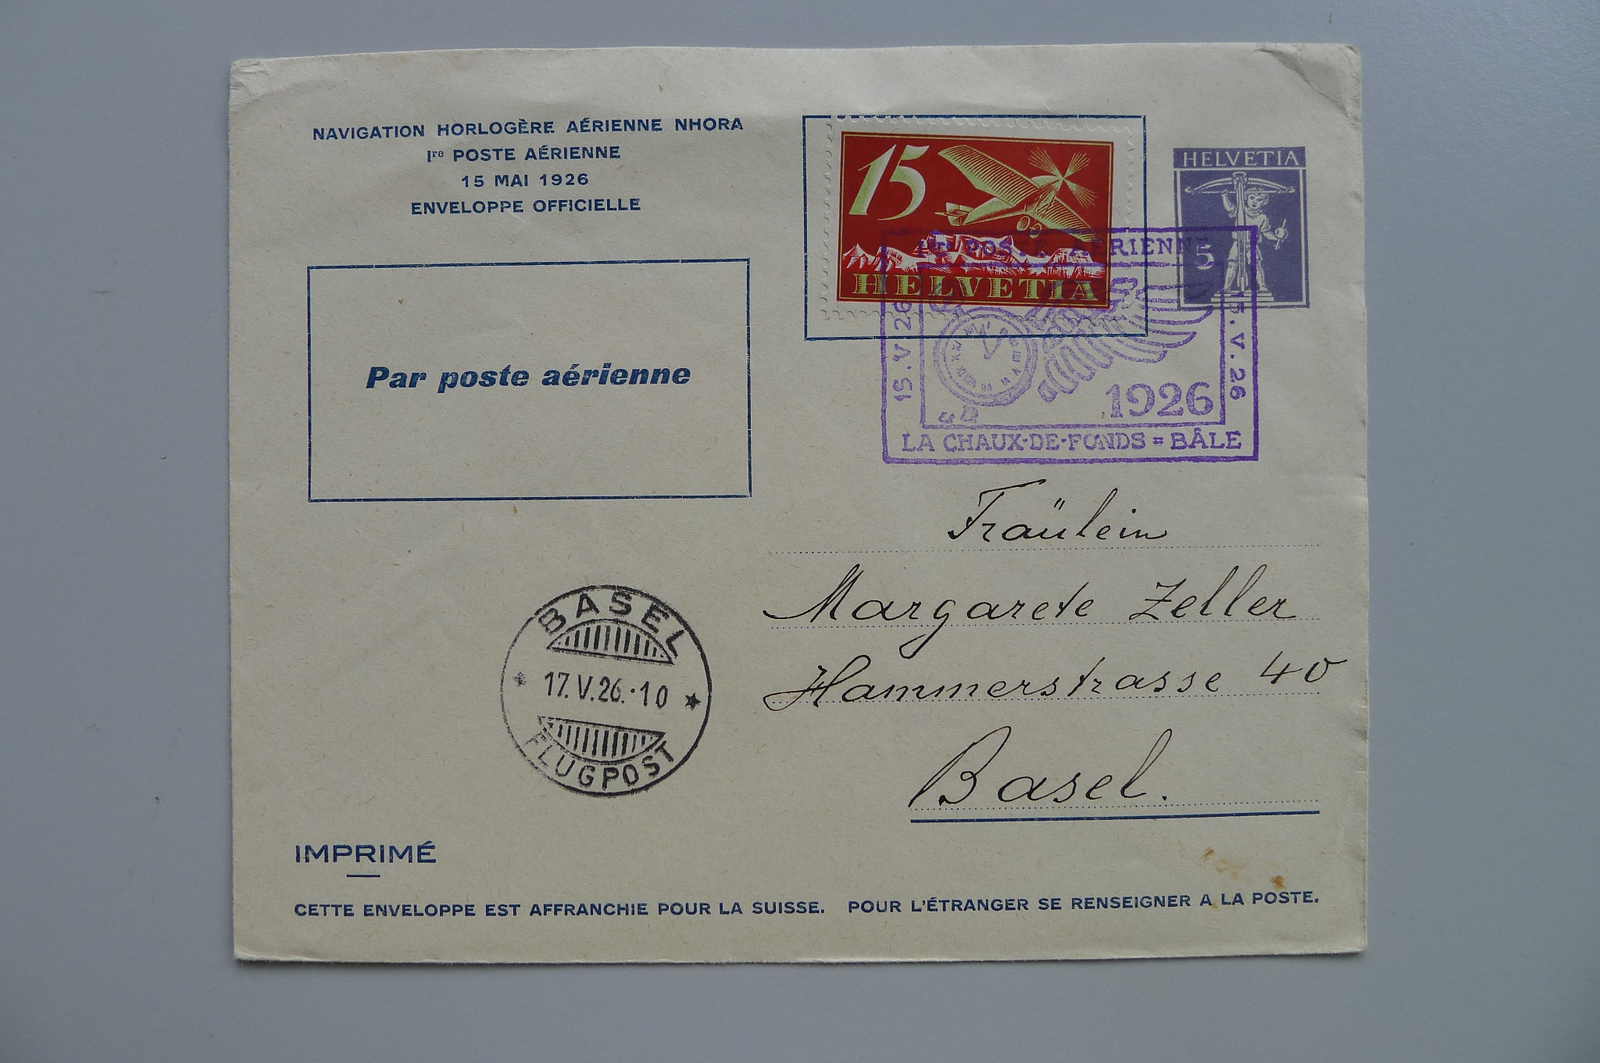 NAVIGATION HORLOGÈRE AÉRIENNE NHORA
Ire POSTE AÉRIENNE
15 MAI 1926
ENVELOPPE OFFICIELLE
15
HELVETIA
HELVETIA
5
POSTE AÉRIENNE
15.V.26
15.V.26
1926
LA CHAUX-DE-FONDS = BÂLE
Par poste aérienne
Fräulein
Margarete Zeller
Hammerstrasse 40
Basel.
BASEL
17.V.26.-10
FLUGPOST
IMPRIMÉ
CETTE ENVELOPPE EST AFFRANCHIE POUR LA SUISSE. POUR L'ÉTRANGER SE RENSEIGNER A LA POSTE.